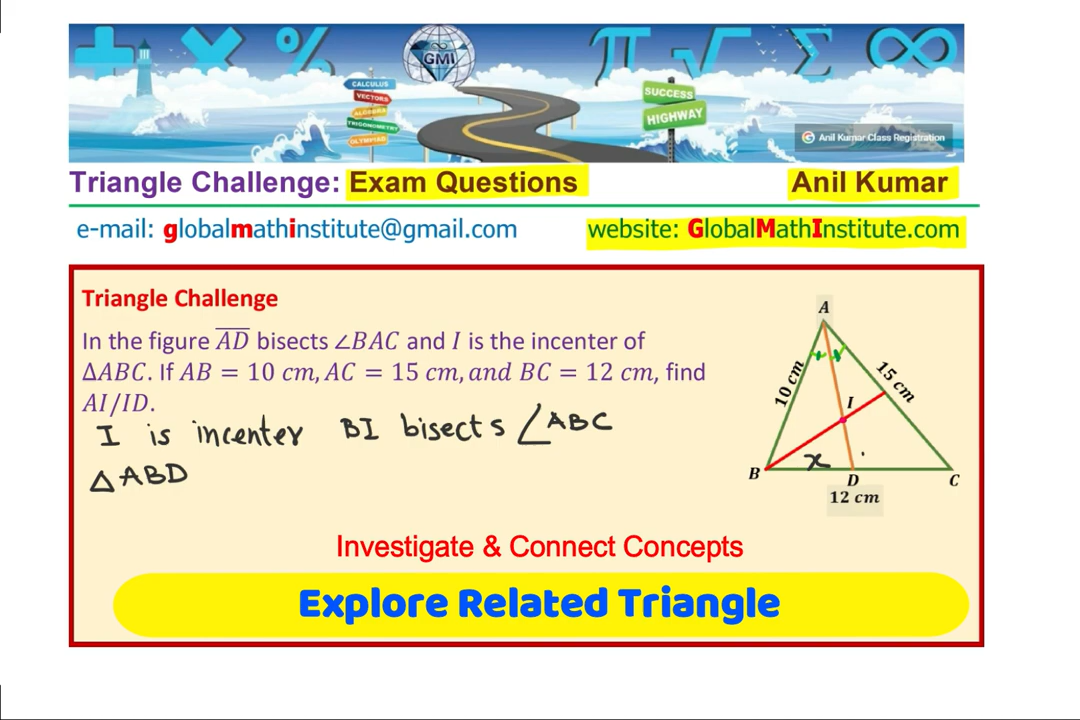 GMI
CALCULUS
VECTORS
ALGEBRA
TRIGONOMETRY
OLYMPIAD
SUCCESS
HIGHWAY
Anil Kumar Class Registration
Triangle Challenge: Exam Questions Anil Kumar
e-mail: globalmathinstitute@gmail.com website: GlobalMathInstitute.com
Triangle Challenge
In the figure AD bisects ∠BAC and I is the incenter of
ΔABC. If AB = 10 cm, AC = 15 cm, and BC = 12 cm, find
AI/ID.
I is incenter BI bisects ∠ABC
△ABD
A
10 cm
15 cm
I
x
B D C
12 cm
Investigate & Connect Concepts
Explore Related Triangle